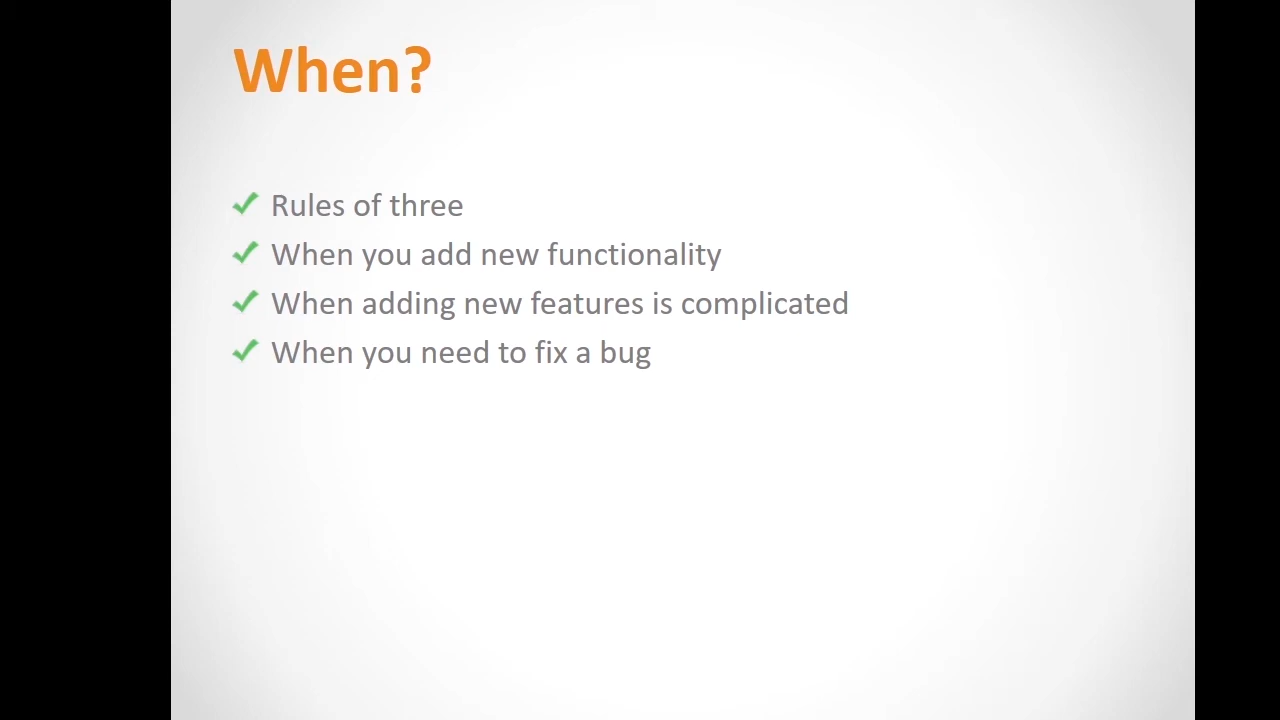 When?
Rules of three
When you add new functionality
When adding new features is complicated
When you need to fix a bug